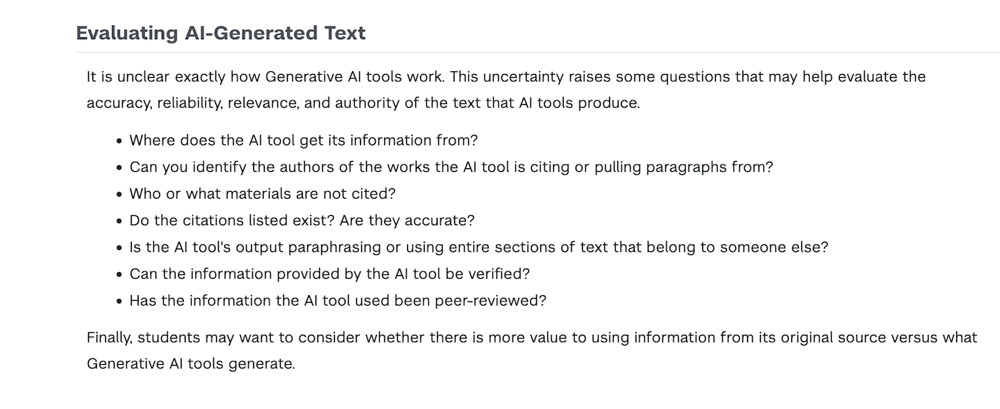 Evaluating AI-Generated Text
It is unclear exactly how Generative AI tools work. This uncertainty raises some questions that may help evaluate the
accuracy, reliability, relevance, and authority of the text that AI tools produce.
• Where does the AI tool get its information from?
• Can you identify the authors of the works the AI tool is citing or pulling paragraphs from?
• Who or what materials are not cited?
• Do the citations listed exist? Are they accurate?
• Is the AI tool's output paraphrasing or using entire sections of text that belong to someone else?
• Can the information provided by the AI tool be verified?
• Has the information the AI tool used been peer-reviewed?
Finally, students may want to consider whether there is more value to using information from its original source versus what
Generative AI tools generate.